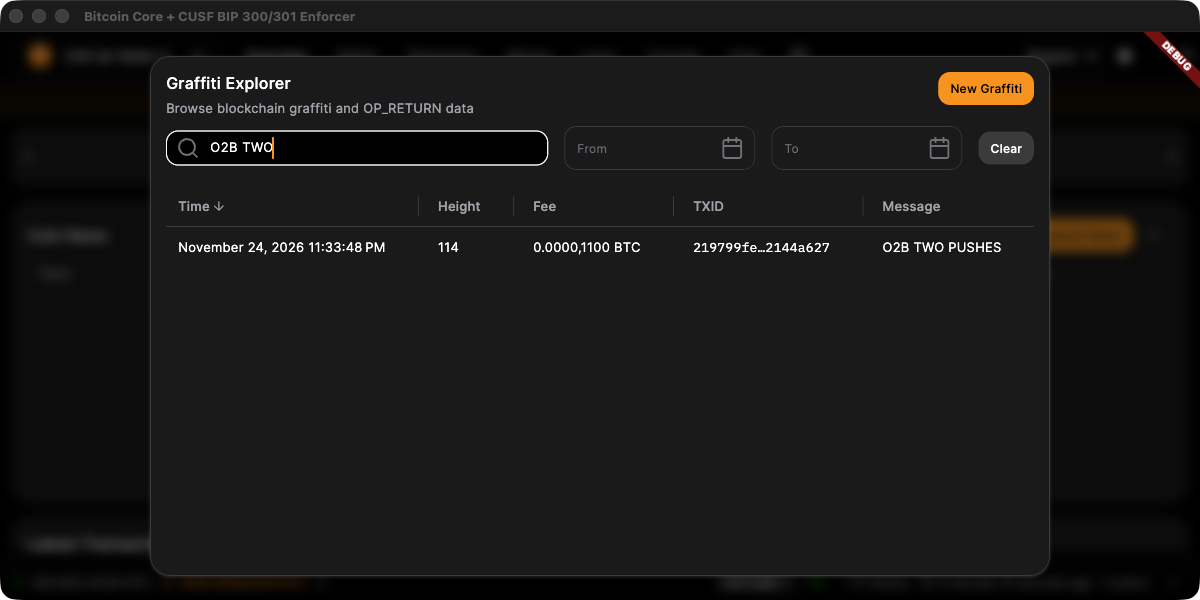 Bitcoin Core + CUSF BIP 300/301 Enforcer
DEBUG
Graffiti Explorer
New Graffiti
Browse blockchain graffiti and OP_RETURN data
O2B TWO
From
To
Clear
Time ↓ Height Fee TXID Message
November 24, 2026 11:33:48 PM 114 0.0000,1100 BTC 219799fe…2144a627 O2B TWO PUSHES